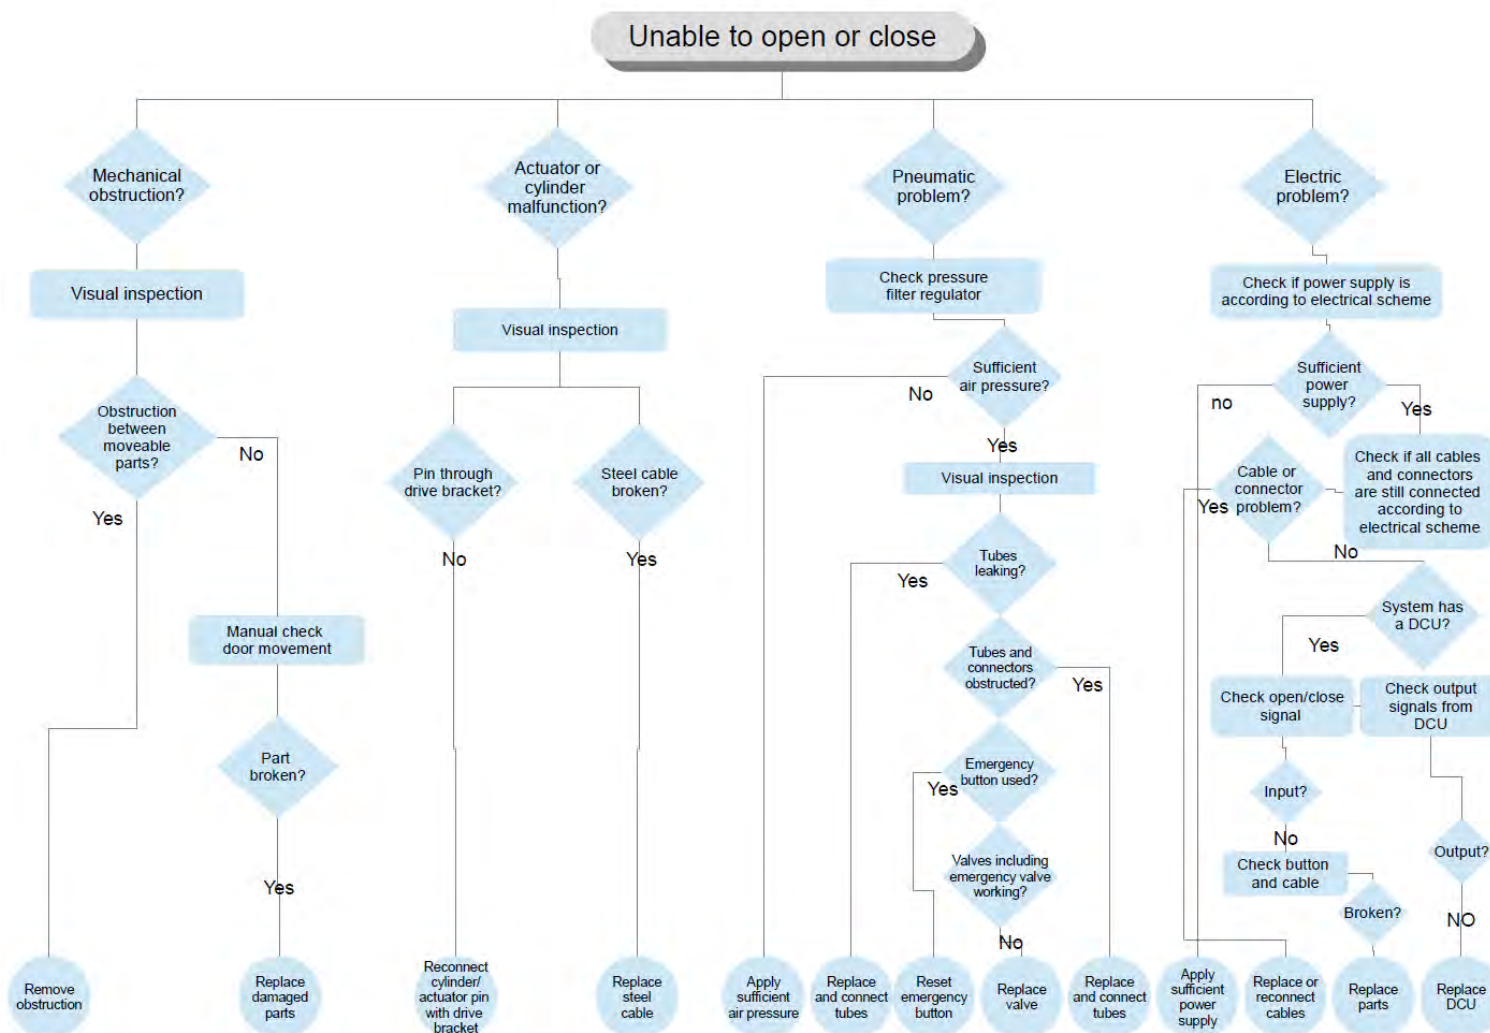 Unable to open or close
Mechanical
obstruction?
Visual inspection
Obstruction
between
moveable
parts?
No
Yes
Manual check
door movement
Part
broken?
Yes
Remove
obstruction
Replace
damaged
parts
Actuator or
cylinder
malfunction?
Visual inspection
Pin through
drive bracket?
No
Steel cable
broken?
Yes
Reconnect
cylinder/
actuator pin
with drive
bracket
Replace
steel
cable
Pneumatic
problem?
Check pressure
filter regulator
Sufficient
air pressure?
No
Yes
Visual inspection
Tubes
leaking?
Yes
Tubes and
connectors
obstructed?
Yes
Emergency
button used?
Yes
Valves including
emergency valve
working?
No
Apply
sufficient
air pressure
Replace
and connect
tubes
Reset
emergency
button
Replace
valve
Replace
and connect
tubes
Electric
problem?
Check if power supply is
according to electrical scheme
Sufficient
power
supply?
no
Yes
Check if all cables
and connectors
are still connected
according to
electrical scheme
Cable or
connector
problem?
Yes
No
System has
a DCU?
Yes
Check open/close
signal
Check output
signals from
DCU
Input?
No
Check button
and cable
Broken?
Output?
NO
Apply
sufficient
power
supply
Replace or
reconnect
cables
Replace
parts
Replace
DCU